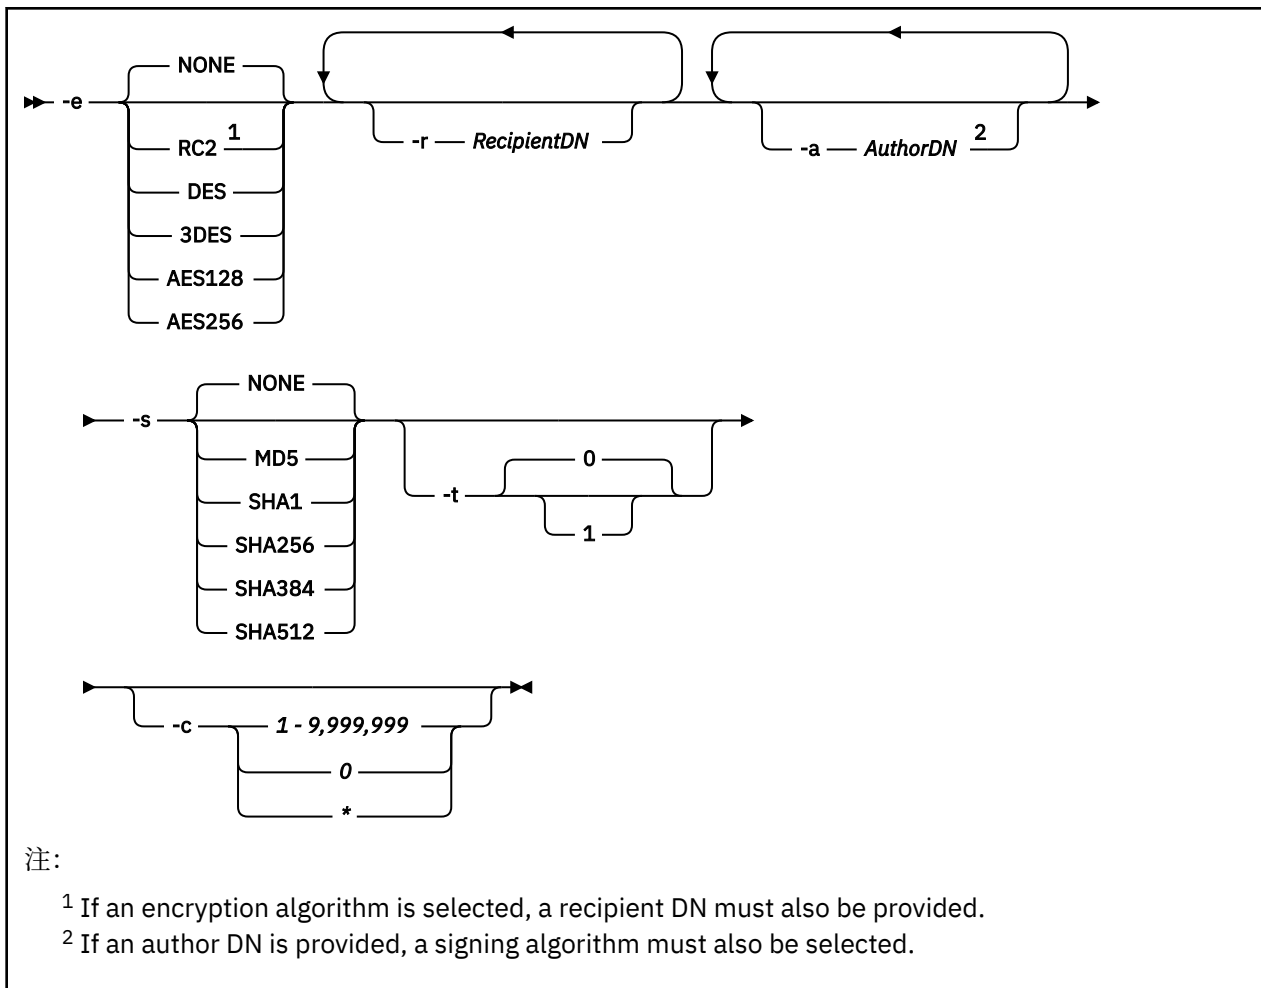 NONE
-e
RC2 1
-r RecipientDN
-a AuthorDN 2
DES
3DES
AES128
AES256
NONE
-s
MD5
0
-t
SHA1
1
SHA256
SHA384
SHA512
-c 1 - 9,999,999
0
*
注:
1 If an encryption algorithm is selected, a recipient DN must also be provided.
2 If an author DN is provided, a signing algorithm must also be selected.